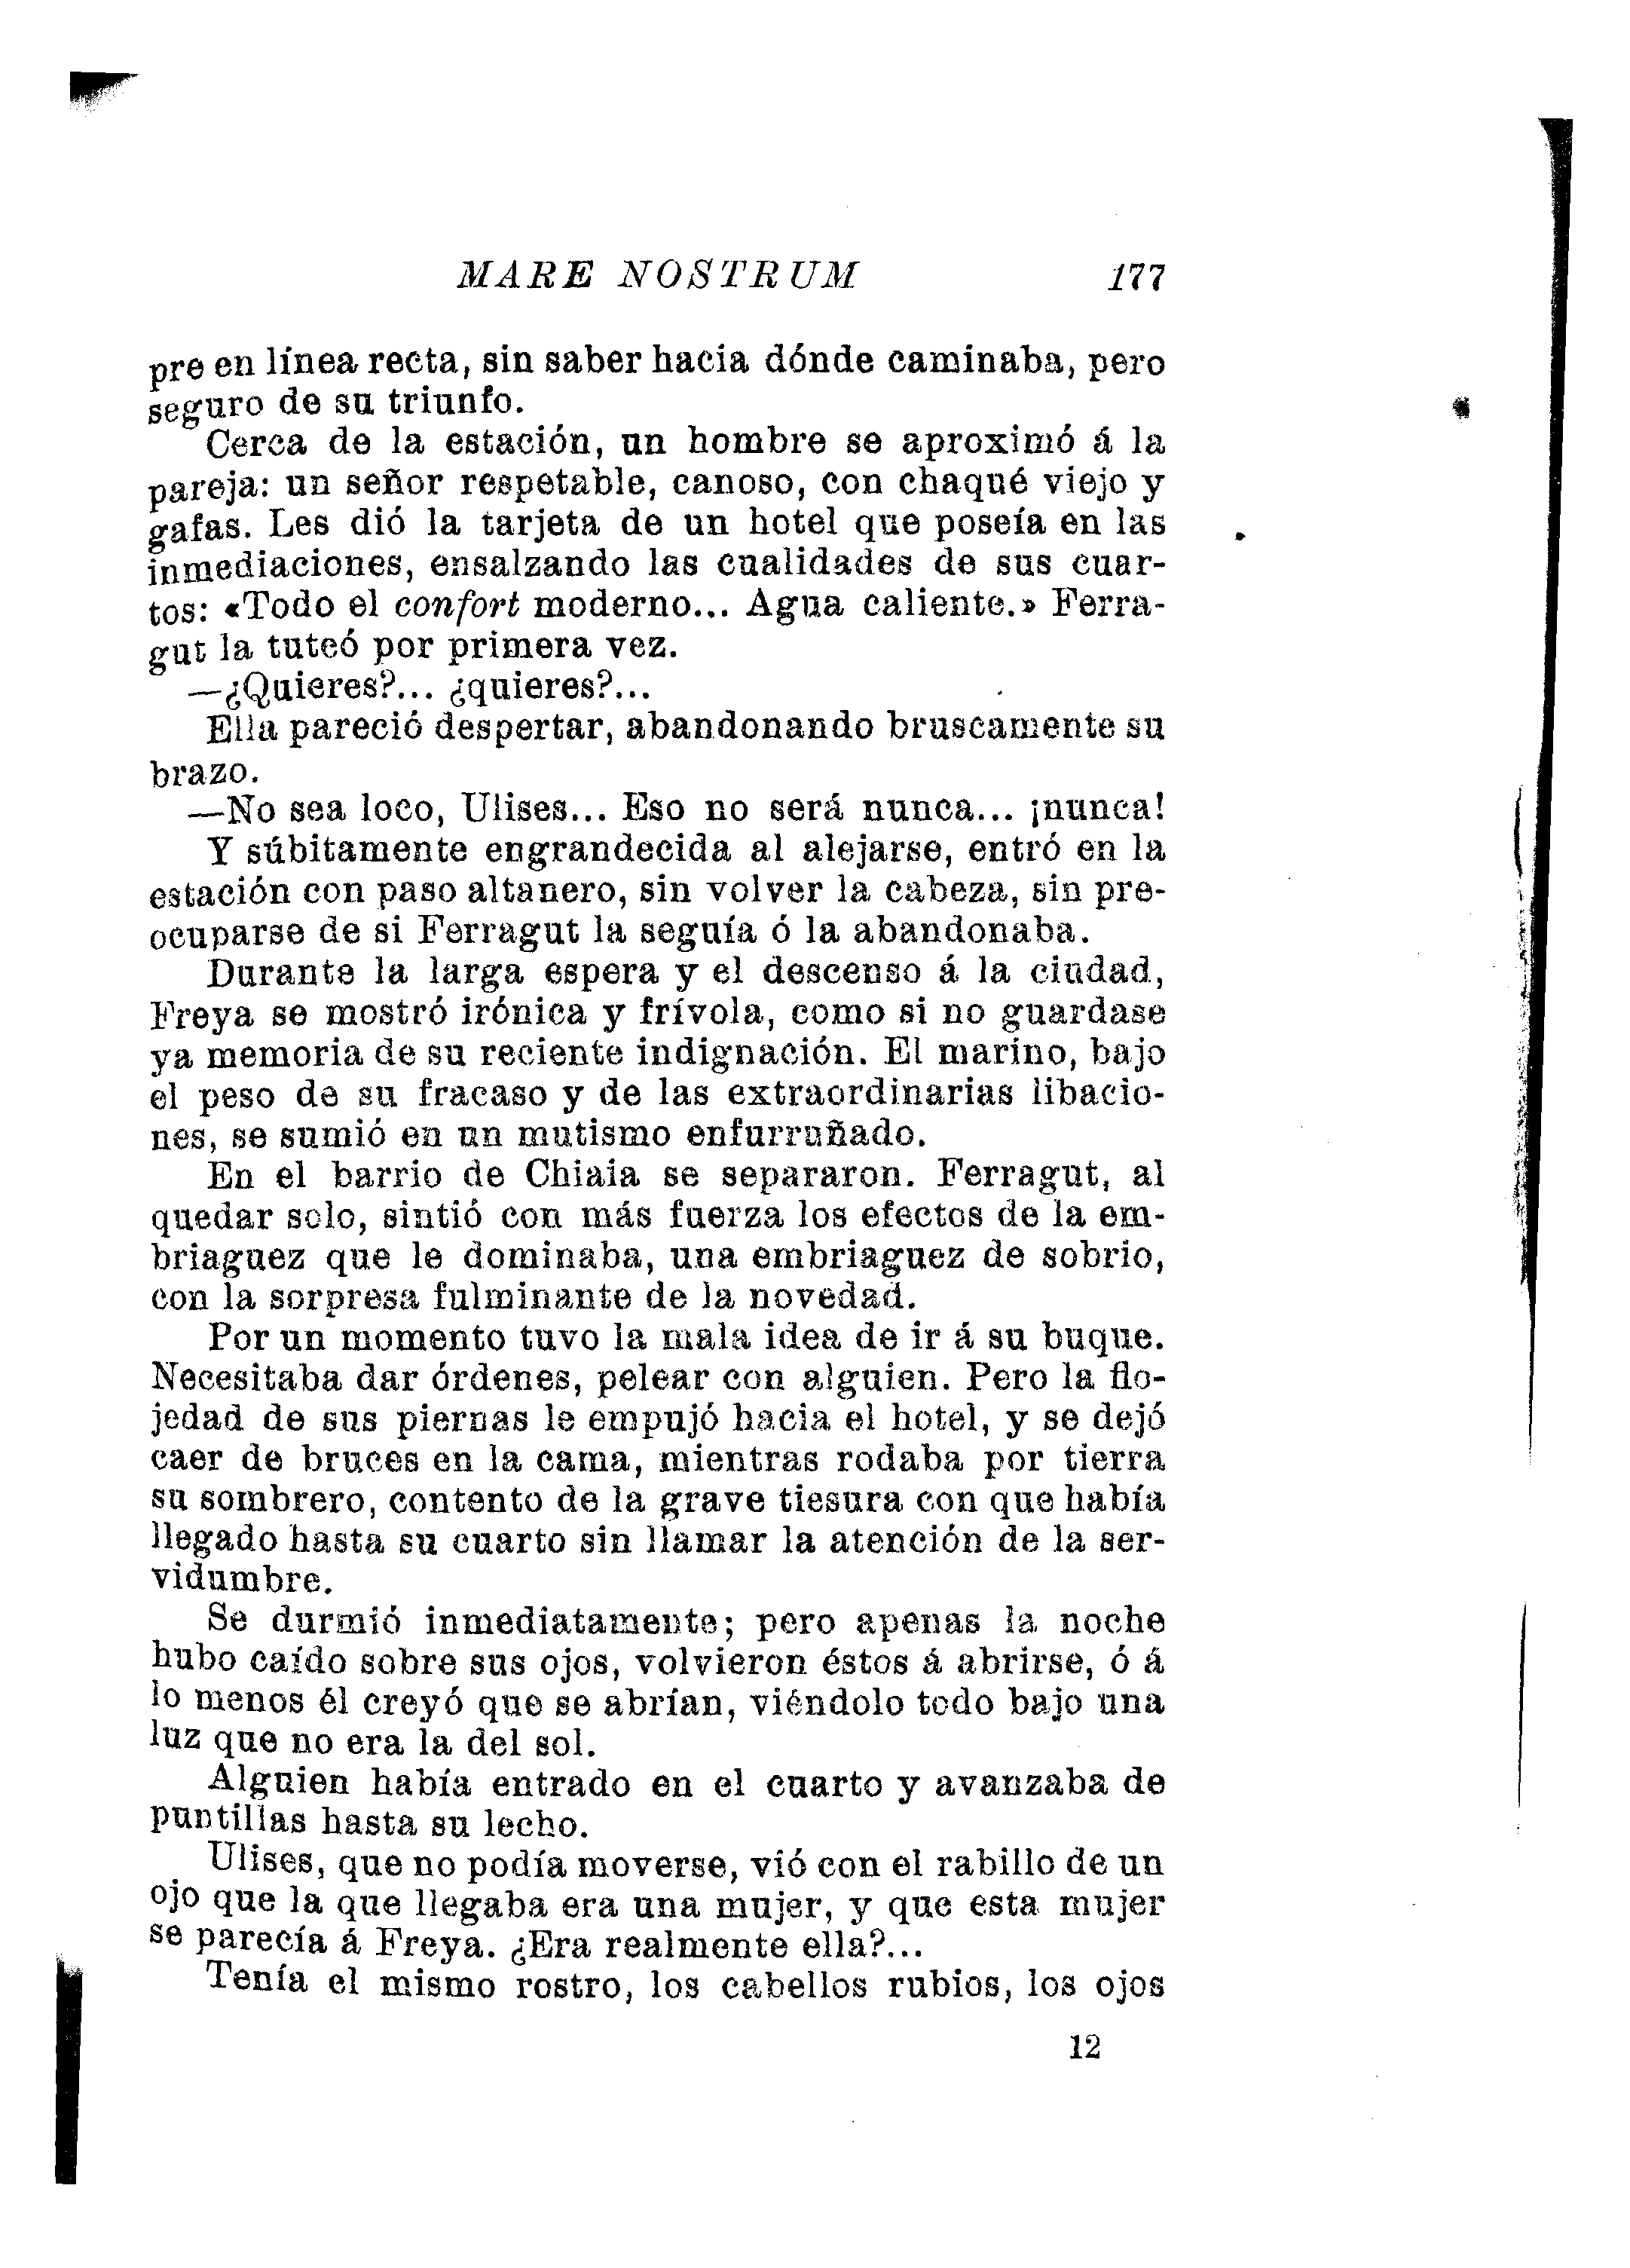 MARE NOSTRUM 177
pre en línea recta, sin saber hacia dónde caminaba, pero
seguro de su triunfo.
Cerca de la estación, un hombre se aproximó á la
pareja: un señor respetable, canoso, con chaqué viejo y
gafas. Les dió la tarjeta de un hotel que poseía en las
inmediaciones, ensalzando las cualidades de sus cuar-
tos: «Todo el confort moderno... Agua caliente.» Ferra-
gut la tuteó por primera vez.
—¿Quieres?... ¿quieres?...
Ella pareció despertar, abandonando bruscamente su
brazo.
—No sea loco, Ulises... Eso no será nunca... ¡nunca!
Y súbitamente engrandecida al alejarse, entró en la
estación con paso altanero, sin volver la cabeza, sin pre-
ocuparse de si Ferragut la seguía ó la abandonaba.
Durante la larga espera y el descenso á la ciudad,
Freya se mostró irónica y frívola, como si no guardase
ya memoria de su reciente indignación. El marino, bajo
el peso de su fracaso y de las extraordinarias libacio-
nes, se sumió en un mutismo enfurruñado.
En el barrio de Chiaia se separaron. Ferragut, al
quedar solo, sintió con más fuerza los efectos de la em-
briaguez que le dominaba, una embriaguez de sobrio,
con la sorpresa fulminante de la novedad.
Por un momento tuvo la mala idea de ir á su buque.
Necesitaba dar órdenes, pelear con alguien. Pero la flo-
jedad de sus piernas le empujó hacia el hotel, y se dejó
caer de bruces en la cama, mientras rodaba por tierra
su sombrero, contento de la grave tiesura con que había
llegado hasta su cuarto sin llamar la atención de la ser-
vidumbre.
Se durmió inmediatamente; pero apenas la noche
hubo caído sobre sus ojos, volvieron éstos á abrirse, ó á
lo menos él creyó que se abrían, viéndolo todo bajo una
luz que no era la del sol.
Alguien había entrado en el cuarto y avanzaba de
puntillas hasta su lecho.
Ulises, que no podía moverse, vió con el rabillo de un
ojo que la que llegaba era una mujer, y que esta mujer
se parecía á Freya. ¿Era realmente ella?...
Tenía el mismo rostro, los cabellos rubios, los ojos
12